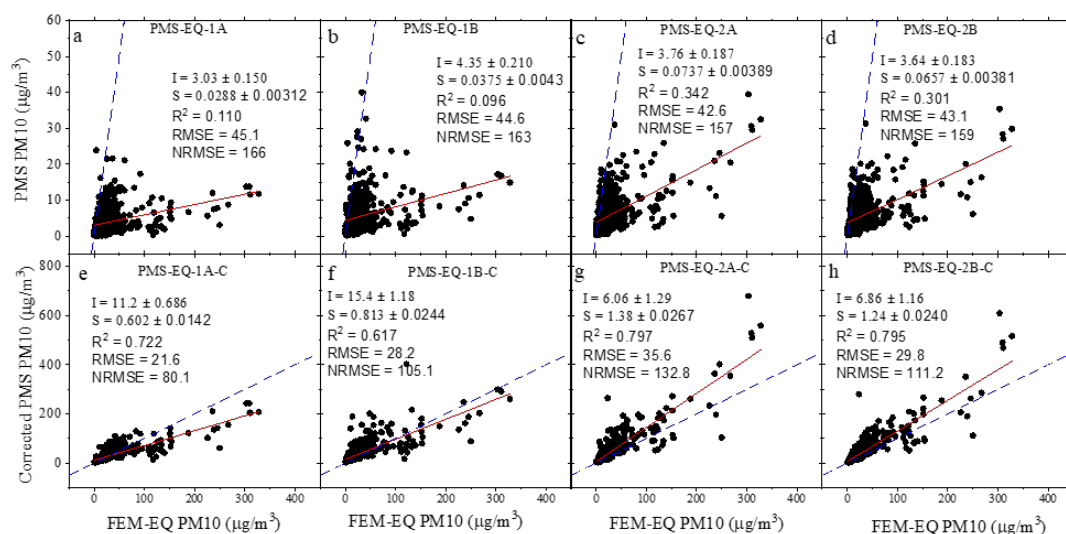 PMS PM10 (µg/m³)
60
50
40
30
20
10
0
a
PMS-EQ-1A
I = 3.03 ± 0.150
S = 0.0288 ± 0.00312
R² = 0.110
RMSE = 45.1
NRMSE = 166
b
PMS-EQ-1B
I = 4.35 ± 0.210
S = 0.0375 ± 0.0043
R² = 0.096
RMSE = 44.6
NRMSE = 163
c
PMS-EQ-2A
I = 3.76 ± 0.187
S = 0.0737 ± 0.00389
R² = 0.342
RMSE = 42.6
NRMSE = 157
d
PMS-EQ-2B
I = 3.64 ± 0.183
S = 0.0657 ± 0.00381
R² = 0.301
RMSE = 43.1
NRMSE = 159
Corrected PMS PM10 (µg/m³)
800
600
400
200
0
e
PMS-EQ-1A-C
I = 11.2 ± 0.686
S = 0.602 ± 0.0142
R² = 0.722
RMSE = 21.6
NRMSE = 80.1
f
PMS-EQ-1B-C
I = 15.4 ± 1.18
S = 0.813 ± 0.0244
R² = 0.617
RMSE = 28.2
NRMSE = 105.1
g
PMS-EQ-2A-C
I = 6.06 ± 1.29
S = 1.38 ± 0.0267
R² = 0.797
RMSE = 35.6
NRMSE = 132.8
h
PMS-EQ-2B-C
I = 6.86 ± 1.16
S = 1.24 ± 0.0240
R² = 0.795
RMSE = 29.8
NRMSE = 111.2
0 100 200 300 400
0 100 200 300 400
0 100 200 300 400
0 100 200 300 400
FEM-EQ PM10 (µg/m³)
FEM-EQ PM10 (µg/m³)
FEM-EQ PM10 (µg/m³)
FEM-EQ PM10 (µg/m³)